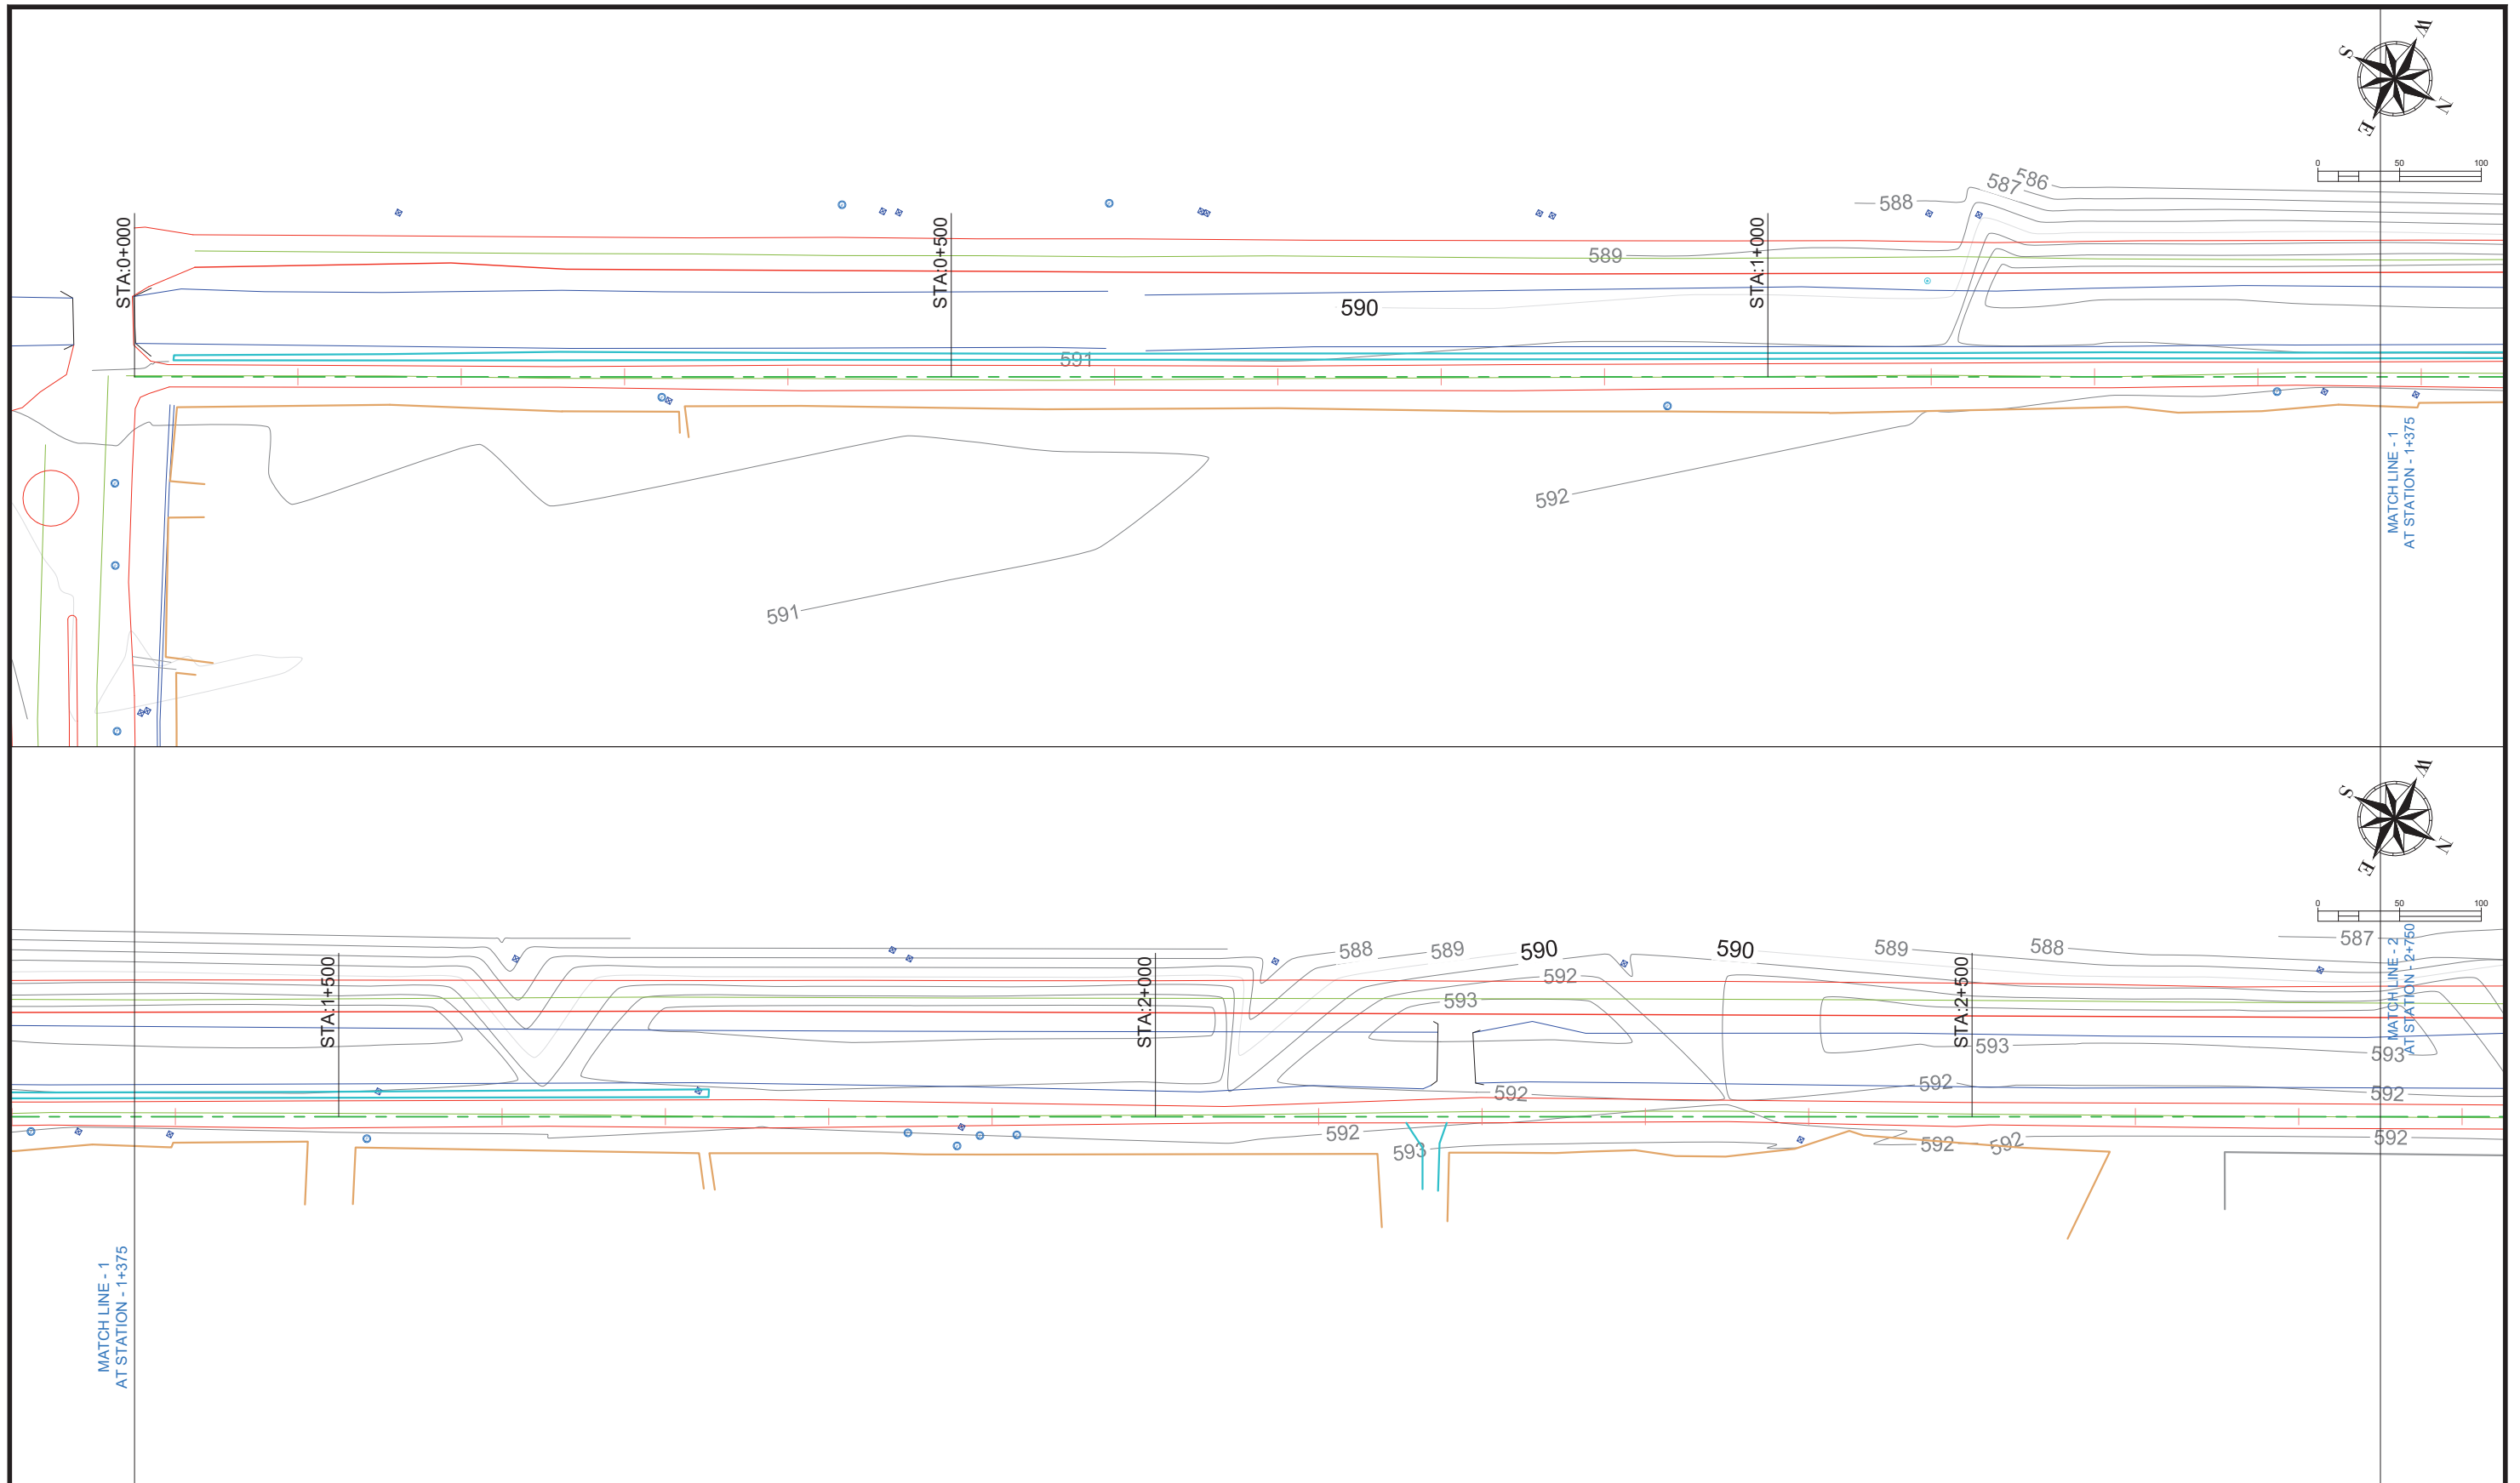 W
S
N
E
0 50 100
586
587
588
STA:0+000
STA:0+500
STA:1+000
589
590
591
592
591
MATCH LINE - 1
AT STATION - 1+375
W
S
N
E
0 50 100
STA:1+500
STA:2+000
STA:2+500
588
589
590
590
589
588
587
592
593
593
593
592
592
592
592
593
592
592
592
MATCH LINE - 2
AT STATION - 2+750
MATCH LINE - 1
AT STATION - 1+375